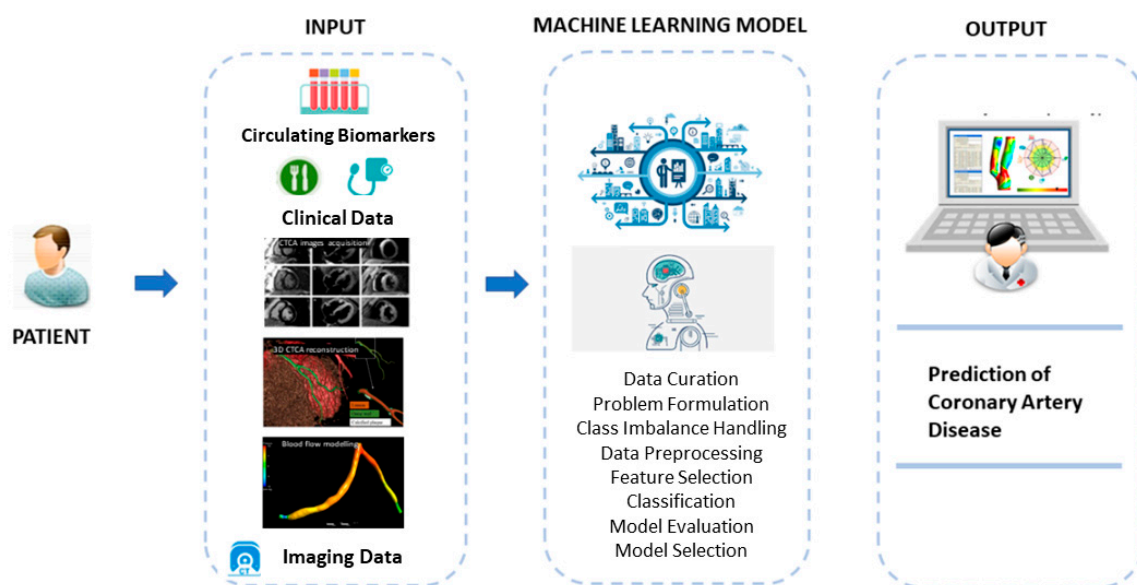 INPUT
MACHINE LEARNING MODEL
OUTPUT
PATIENT
Circulating Biomarkers
Clinical Data
CTCA images acquisition
3D CTCA reconstruction
Blood flow modelling
CT
Imaging Data
Data Curation
Problem Formulation
Class Imbalance Handling
Data Preprocessing
Feature Selection
Classification
Model Evaluation
Model Selection
Prediction of
Coronary Artery
Disease